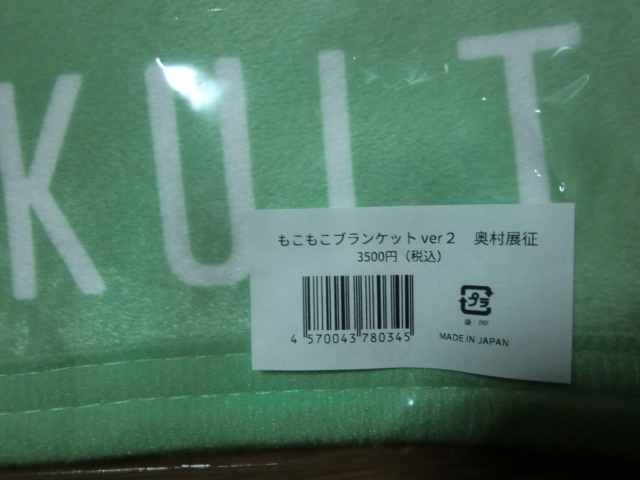 KULT
もこもこブランケット ver２　奥村展征
3500円（税込）
プラ
袋：PP
4 570043 780345
MADE IN JAPAN